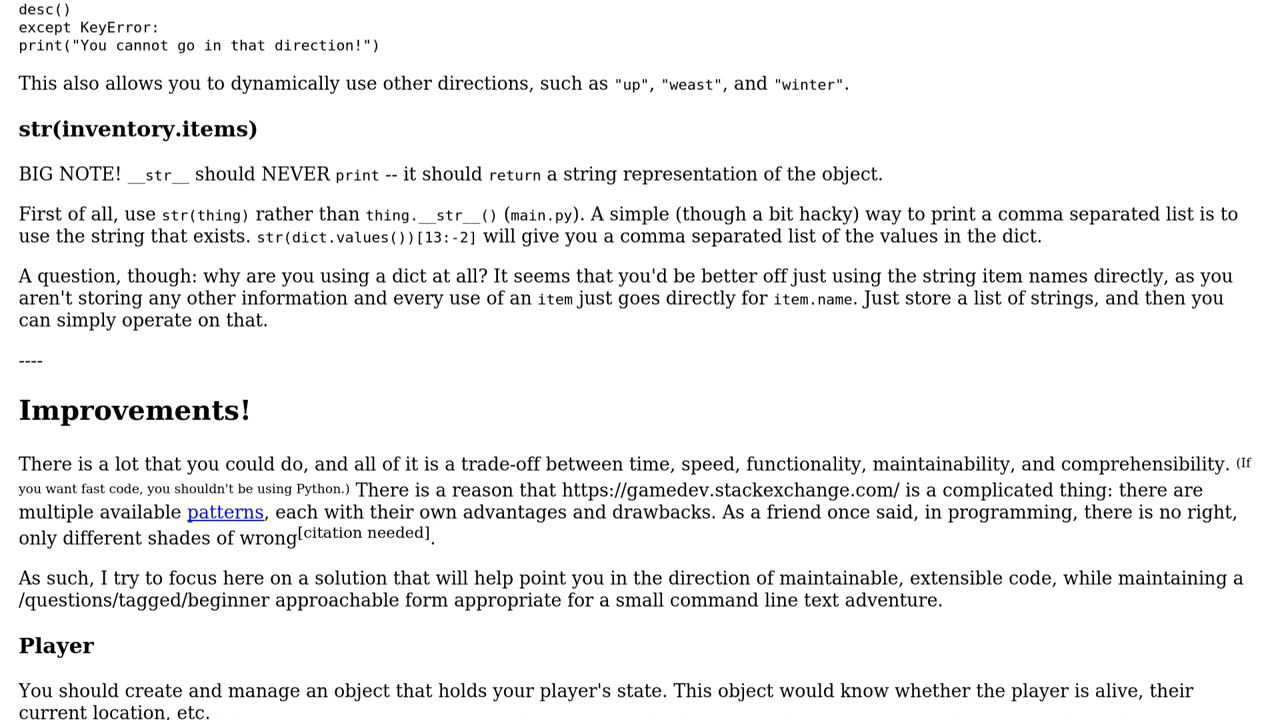 desc()
except KeyError:
print("You cannot go in that direction!")
This also allows you to dynamically use other directions, such as "up", "weast", and "winter".
str(inventory.items)
BIG NOTE! __str__ should NEVER print -- it should return a string representation of the object.
First of all, use str(thing) rather than thing.__str__() (main.py). A simple (though a bit hacky) way to print a comma separated list is to
use the string that exists. str(dict.values())[13:-2] will give you a comma separated list of the values in the dict.
A question, though: why are you using a dict at all? It seems that you'd be better off just using the string item names directly, as you
aren't storing any other information and every use of an item just goes directly for item.name. Just store a list of strings, and then you
can simply operate on that.
----
Improvements!
There is a lot that you could do, and all of it is a trade-off between time, speed, functionality, maintainability, and comprehensibility. (If
you want fast code, you shouldn't be using Python.) There is a reason that https://gamedev.stackexchange.com/ is a complicated thing: there are
multiple available patterns, each with their own advantages and drawbacks. As a friend once said, in programming, there is no right,
only different shades of wrong[citation needed].
As such, I try to focus here on a solution that will help point you in the direction of maintainable, extensible code, while maintaining a
/questions/tagged/beginner approachable form appropriate for a small command line text adventure.
Player
You should create and manage an object that holds your player's state. This object would know whether the player is alive, their
current location, etc.